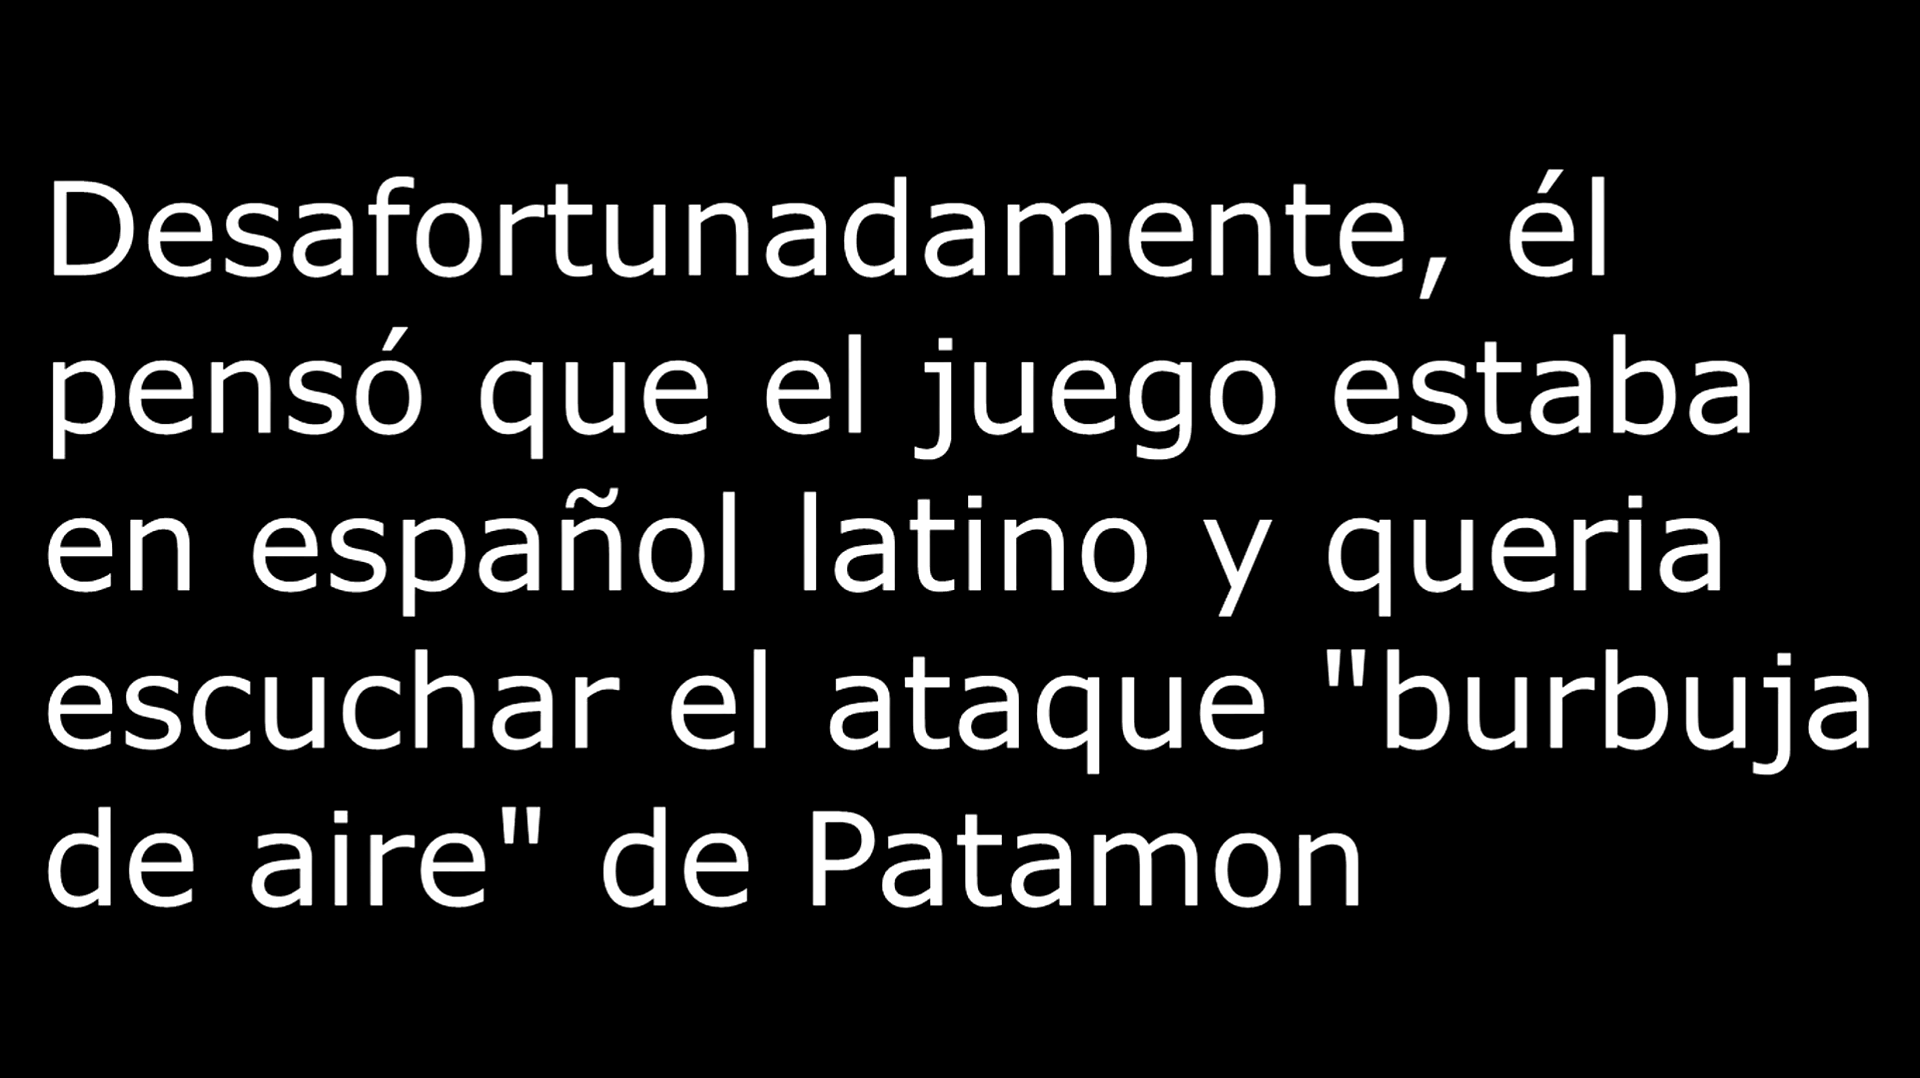 Desafortunadamente, él
pensó que el juego estaba
en español latino y queria
escuchar el ataque "burbuja
de aire" de Patamon